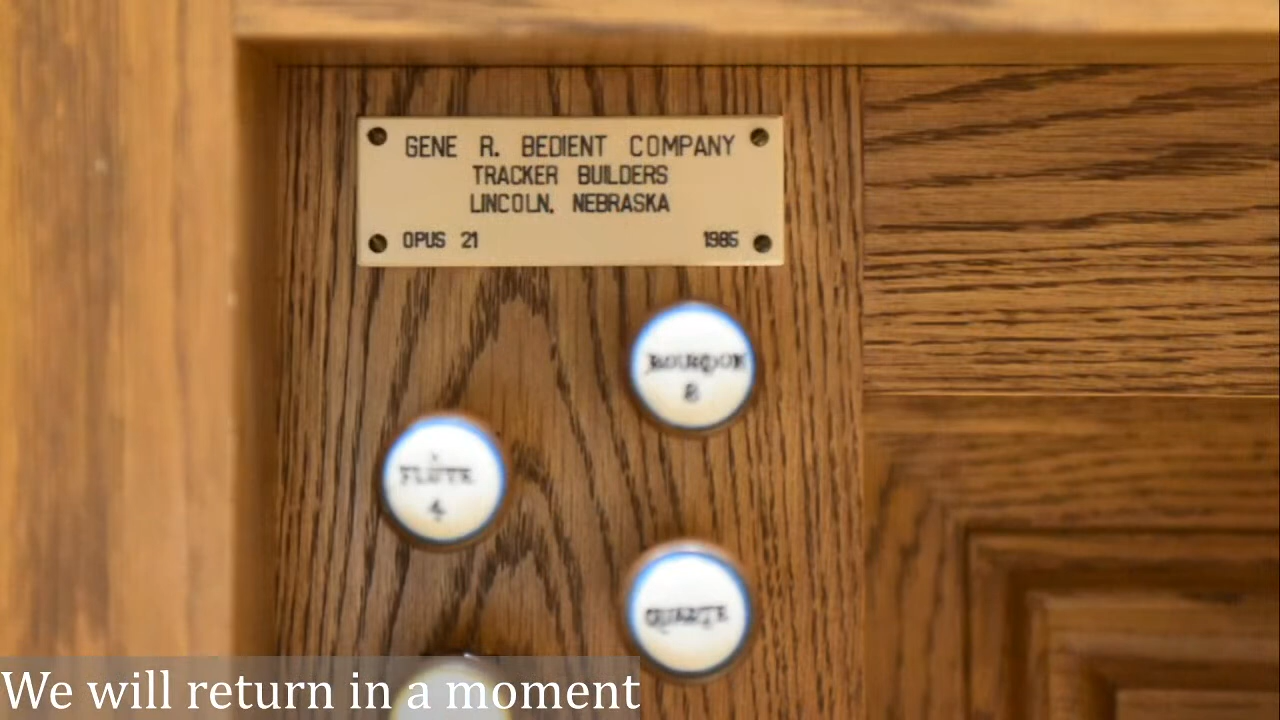 GENE R. BEDIENT COMPANY
TRACKER BUILDERS
LINCOLN, NEBRASKA
OPUS 21 1985
BOURDON
8
FLÛTE
4
QUARTE
We will return in a moment